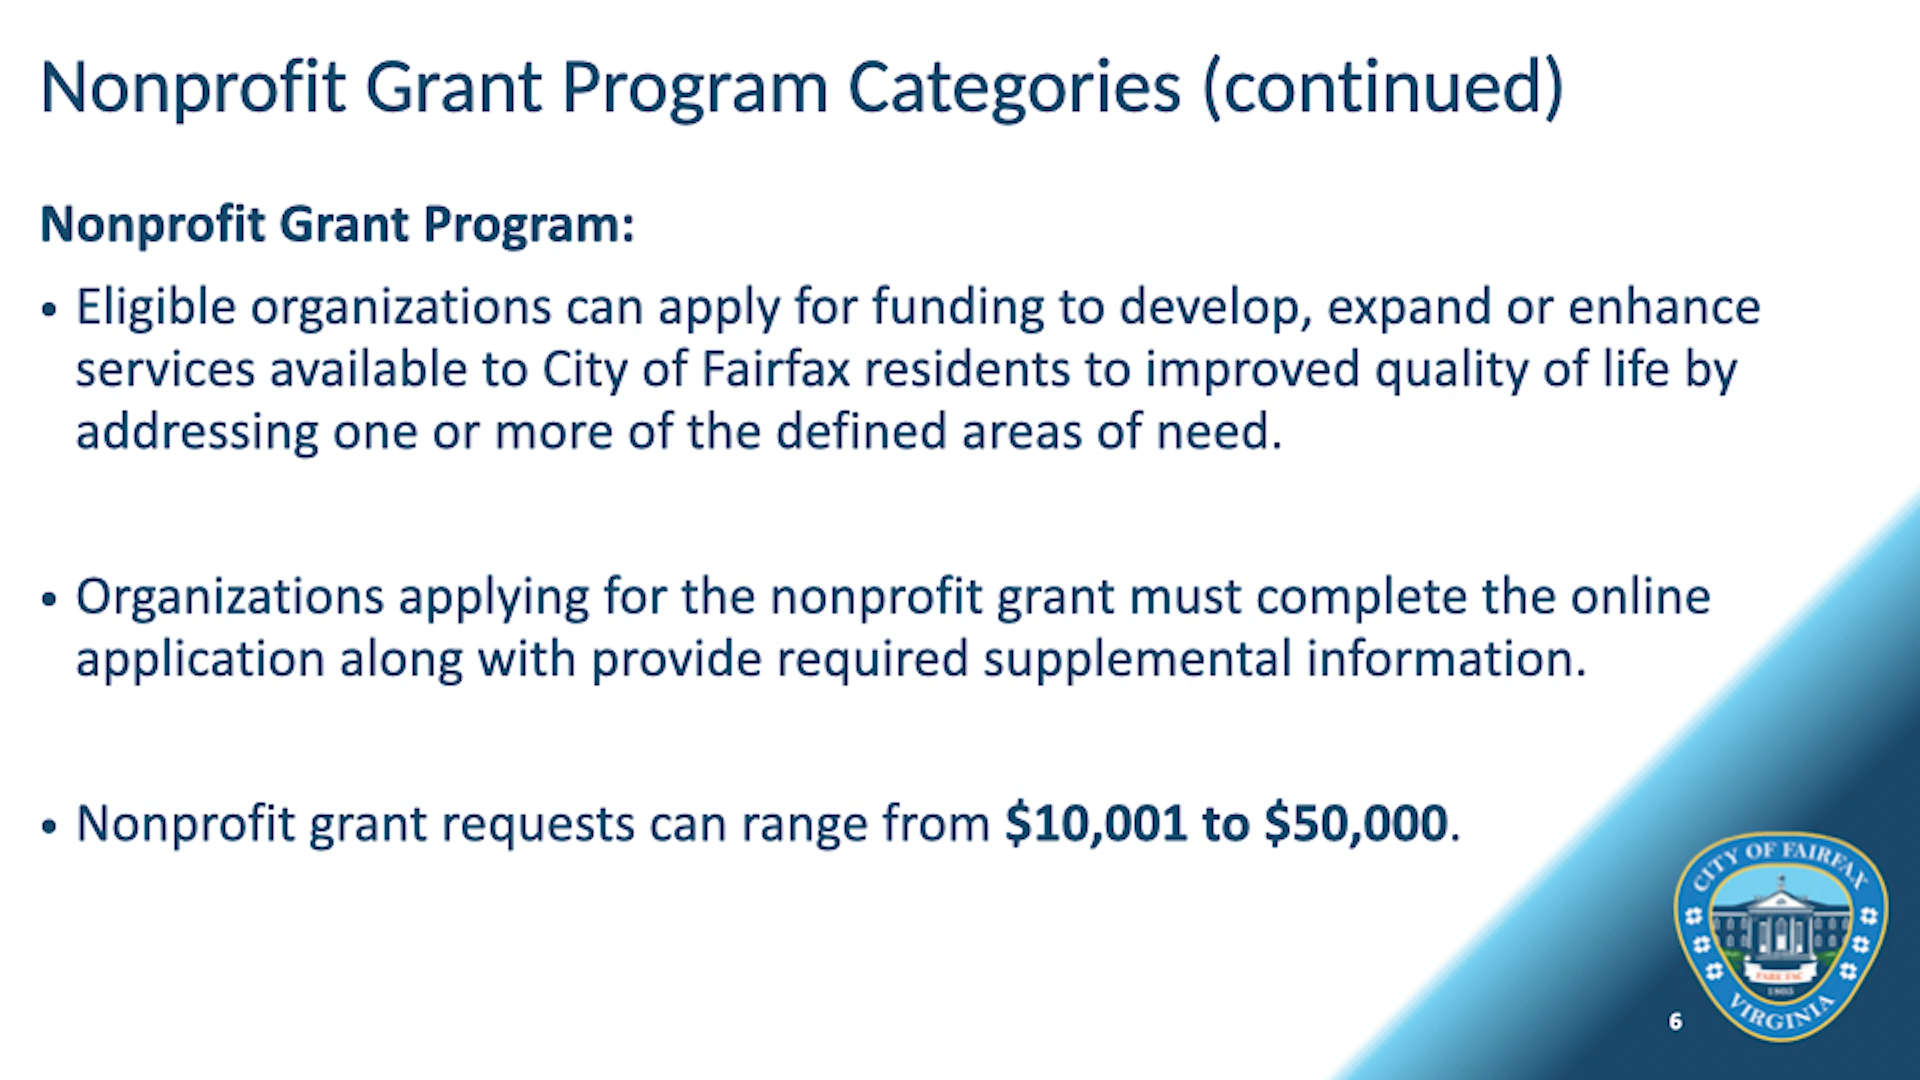 Nonprofit Grant Program Categories (continued)
Nonprofit Grant Program:
• Eligible organizations can apply for funding to develop, expand or enhance
services available to City of Fairfax residents to improved quality of life by
addressing one or more of the defined areas of need.
• Organizations applying for the nonprofit grant must complete the online
application along with provide required supplemental information.
• Nonprofit grant requests can range from $10,001 to $50,000.
CITY OF FAIRFAX
1805
VIRGINIA
6